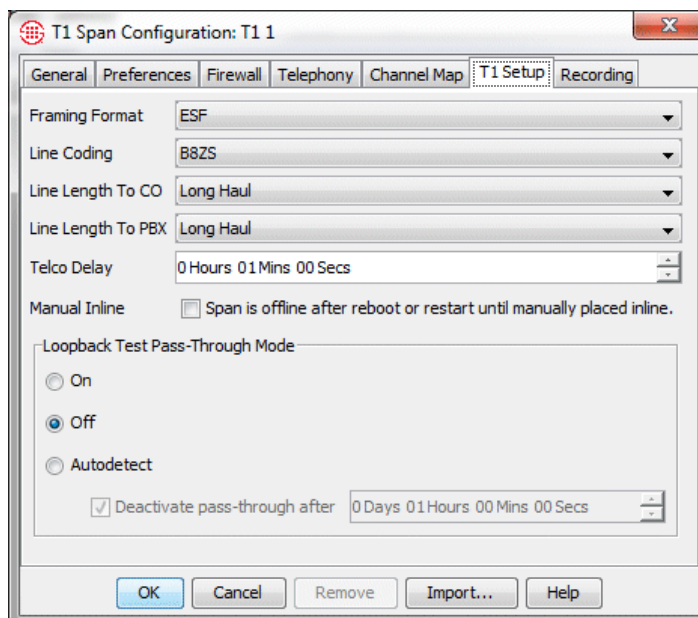 T1 Span Configuration: T1 1
General Preferences Firewall Telephony Channel Map T1 Setup Recording
Framing Format ESF
Line Coding B8ZS
Line Length To CO Long Haul
Line Length To PBX Long Haul
Telco Delay 0 Hours 01 Mins 00 Secs
Manual Inline Span is offline after reboot or restart until manually placed inline.
Loopback Test Pass-Through Mode
On
Off
Autodetect
Deactivate pass-through after 0 Days 01 Hours 00 Mins 00 Secs
OK Cancel Remove Import... Help